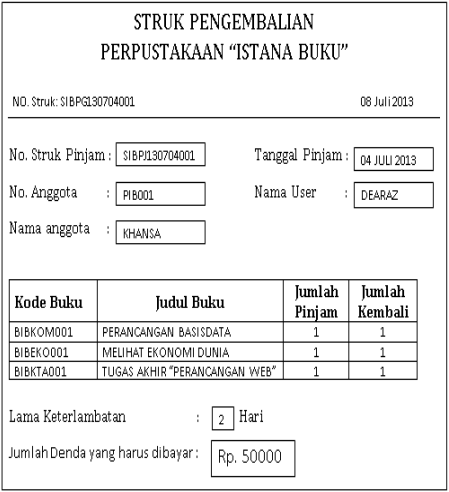 STRUK PENGEMBALIAN
PERPUSTAKAAN “ISTANA BUKU”
NO. Struk: SIBPG130704001 08 Juli 2013
No. Struk Pinjam : SIBPJ130704001 Tanggal Pinjam : 04 JULI 2013
No. Anggota : PIB001 Nama User : DEARAZ
Nama anggota : KHANSA
Kode Buku Judul Buku Jumlah Pinjam Jumlah Kembali
BIBKOM001 PERANCANGAN BASISDATA 1 1
BIBEKO001 MELIHAT EKONOMI DUNIA 1 1
BIBKTA001 TUGAS AKHIR “PERANCANGAN WEB” 1 1
Lama Keterlambatan : 2 Hari
Jumlah Denda yang harus dibayar : Rp. 50000